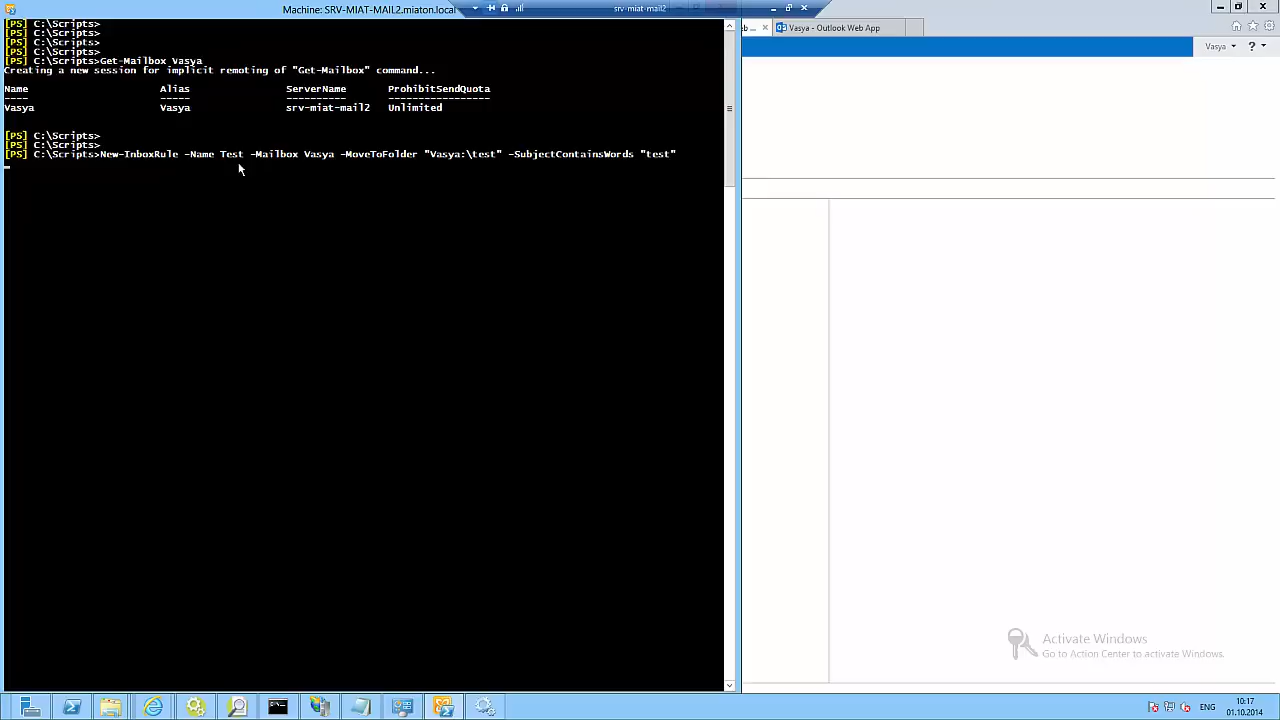 Machine: SRV-MIAT-MAIL2.miaton.local
srv-miat-mail2
[PS] C:\Scripts>
[PS] C:\Scripts>
[PS] C:\Scripts>
[PS] C:\Scripts>
[PS] C:\Scripts>Get-Mailbox Vasya
Creating a new session for implicit remoting of "Get-Mailbox" command...
Name Alias ServerName ProhibitSendQuota
---- ----- ---------- -----------------
Vasya Vasya srv-miat-mail2 Unlimited
[PS] C:\Scripts>
[PS] C:\Scripts>
[PS] C:\Scripts>New-InboxRule -Name Test -Mailbox Vasya -MoveToFolder "Vasya:\test" -SubjectContainsWords "test"
Vasya - Outlook Web App
Vasya
Activate Windows
Go to Action Center to activate Windows.
ENG
10:17
01.10.2014